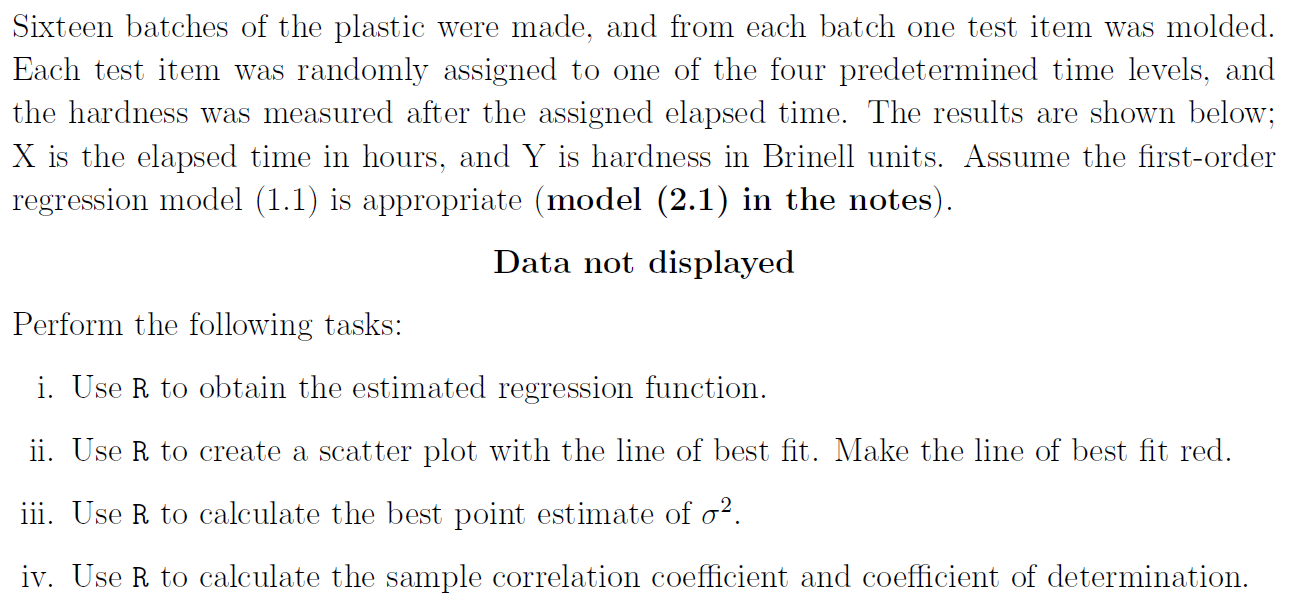 Sixteen batches of the plastic were made, and from each batch one test item was molded.
Each test item was randomly assigned to one of the four predetermined time levels, and
the hardness was measured after the assigned elapsed time. The results are shown below;
X is the elapsed time in hours, and Y is hardness in Brinell units. Assume the first-order
regression model (1.1) is appropriate (model (2.1) in the notes).
Data not displayed
Perform the following tasks:
i. Use R to obtain the estimated regression function.
ii. Use R to create a scatter plot with the line of best fit. Make the line of best fit red.
iii. Use R to calculate the best point estimate of σ².
iv. Use R to calculate the sample correlation coefficient and coefficient of determination.